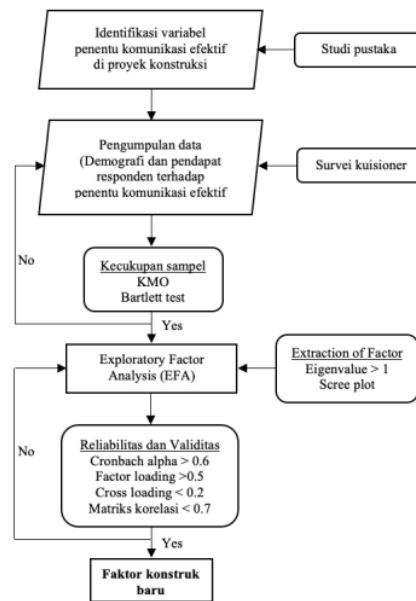 Identifikasi variabel
penentu komunikasi efektif
di proyek konstruksi
Studi pustaka
Pengumpulan data
(Demografi dan pendapat
responden terhadap
penentu komunikasi efektif
Survei kuisioner
No
Kecukupan sampel
KMO
Bartlett test
Yes
Exploratory Factor
Analysis (EFA)
Extraction of Factor
Eigenvalue > 1
Scree plot
No
Reliabilitas dan Validitas
Cronbach alpha > 0.6
Factor loading >0.5
Cross loading < 0.2
Matriks korelasi < 0.7
Yes
Faktor konstruk
baru